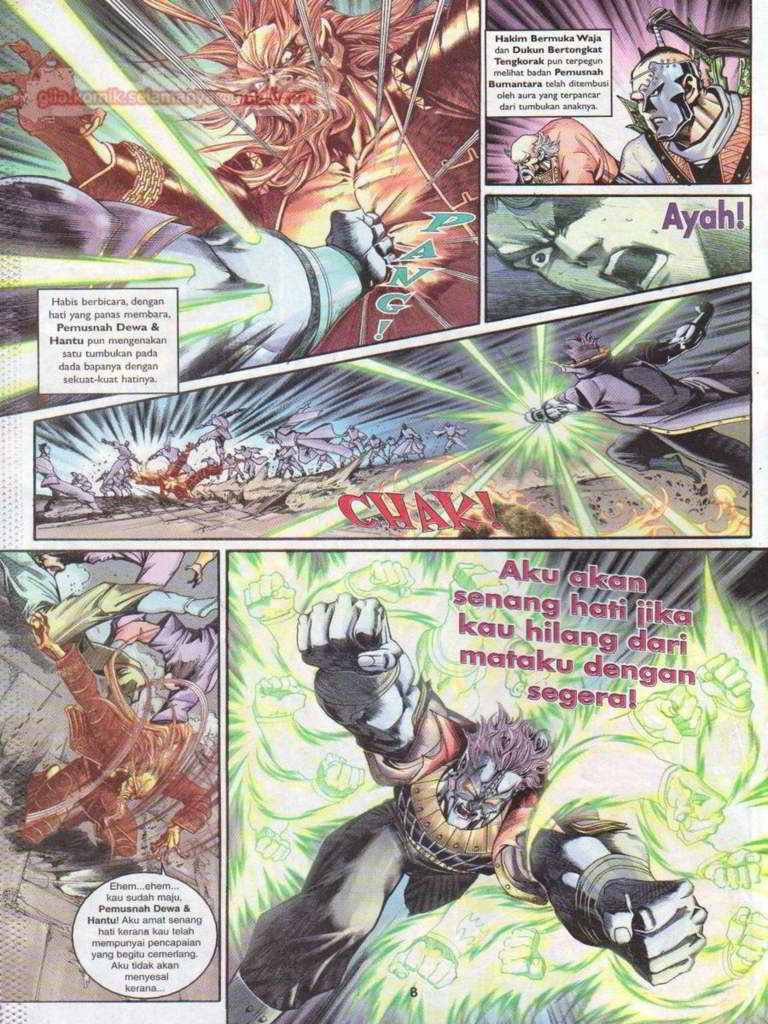 Hakim Bermuka Waja
dan Dukun Bertongkat
Tengkorak pun terpegun
melihat badan Pemusnah
Bumantara telah ditembusi
oleh aura yang terpancar
dari tumbukan anaknya.
PANG!
Ayah!
Habis berbicara, dengan
hati yang panas membara,
Pemusnah Dewa &
Hantu pun mengenakan
satu tumbukan pada
dada bapanya dengan
sekuat-kuat hatinya.
CHAK!
Aku akan
senang hati jika
kau hilang dari
mataku dengan
segera!
Ehem...ehem...
kau sudah maju,
Pemusnah Dewa &
Hantu! Aku amat senang
hati kerana kau telah
mempunyai pencapaian
yang begitu cemerlang.
Aku tidak akan
menyesal
kerana...
8